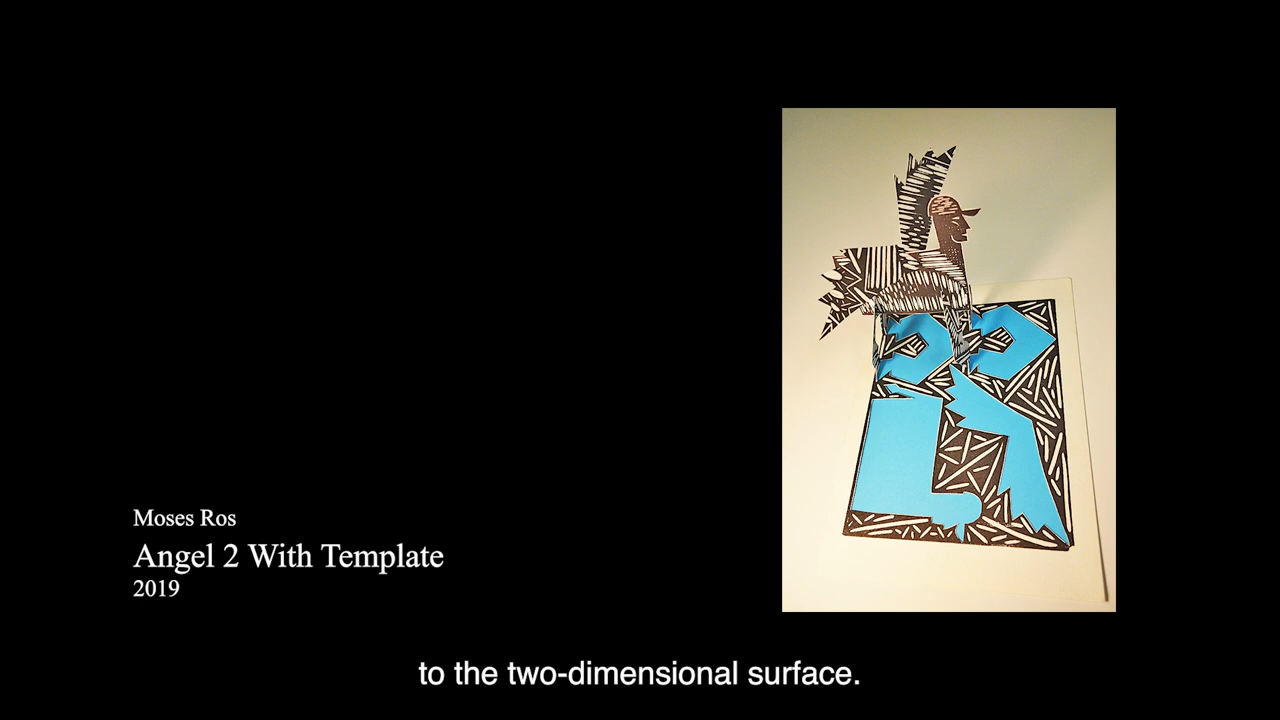 Moses Ros
Angel 2 With Template
2019
to the two-dimensional surface.